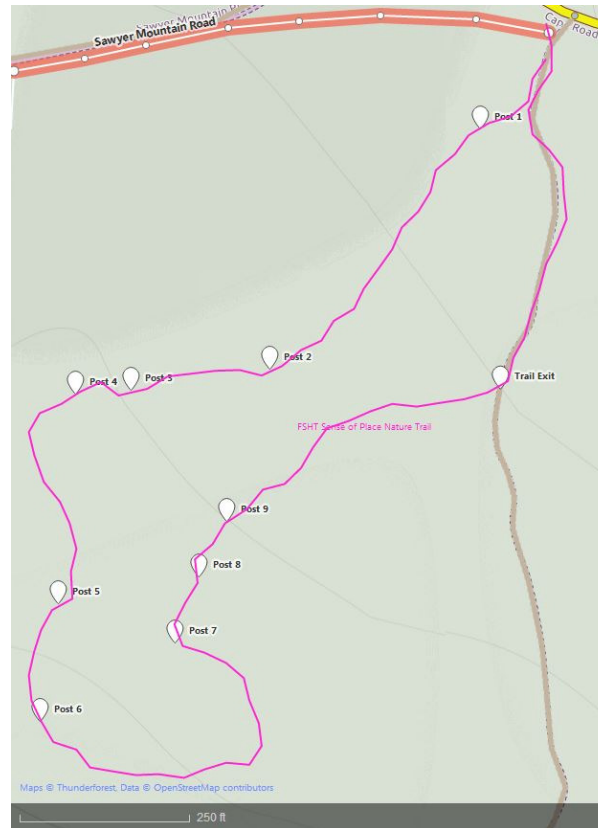 Sawyer Mountain R
Sawyer Mountain Road
Cap
Road
Post 1
Post 2
Post 4
Post 3
Trail Exit
FSHT Sense of Place Nature Trail
Post 9
Post 8
Post 5
Post 7
Post 6
Maps © Thunderforest, Data © OpenStreetMap contributors
250 ft